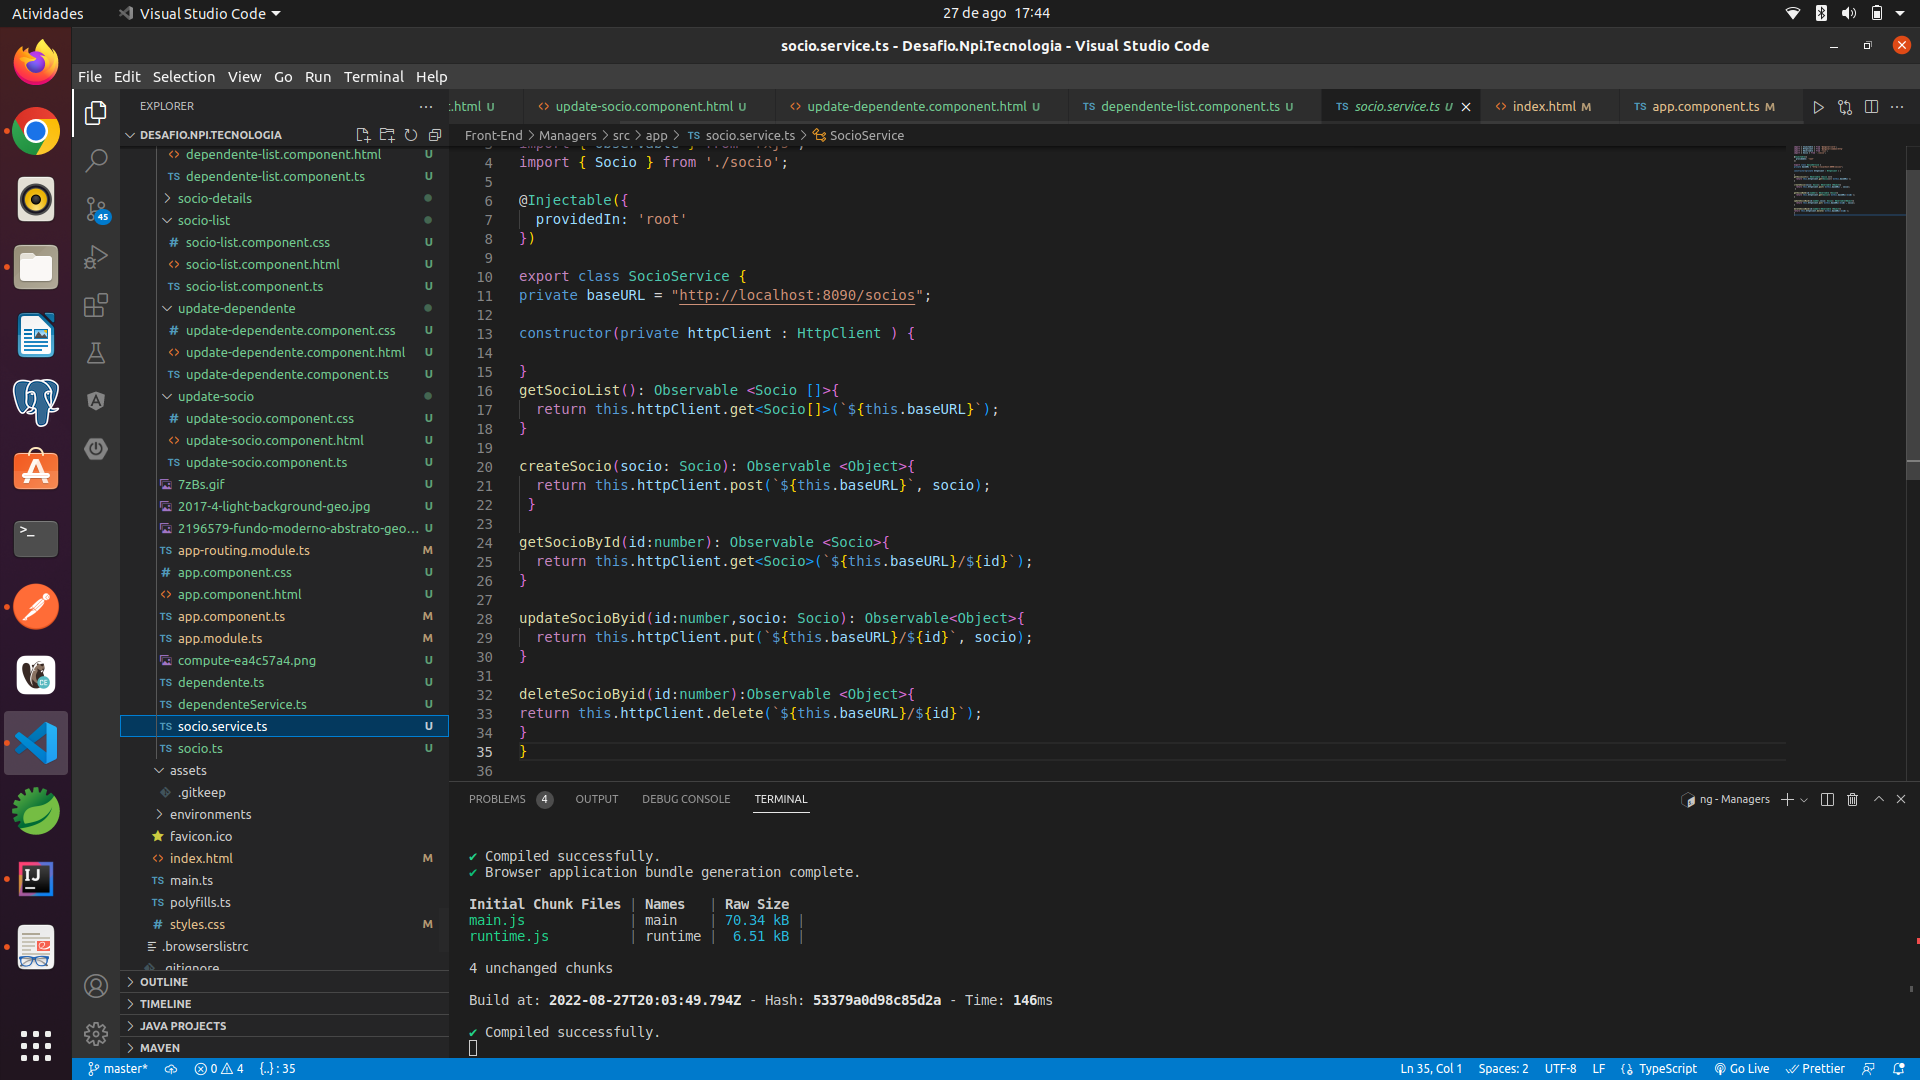 Atividades
Visual Studio Code
27 de ago 17:44
socio.service.ts - Desafio.Npi.Tecnologia - Visual Studio Code
File Edit Selection View Go Run Terminal Help
EXPLORER
.html U
update-socio.component.html U
update-dependente.component.html U
dependente-list.component.ts U
socio.service.ts U
index.html M
app.component.ts M
DESAFIO.NPI.TECNOLOGIA
Front-End > Managers > src > app > TS socio.service.ts > SocioService
dependente-list.component.html U
TS dependente-list.component.ts U
socio-details
socio-list
# socio-list.component.css U
socio-list.component.html U
TS socio-list.component.ts U
update-dependente
# update-dependente.component.css U
update-dependente.component.html U
TS update-dependente.component.ts U
update-socio
# update-socio.component.css U
update-socio.component.html U
TS update-socio.component.ts U
7zBs.gif U
2017-4-light-background-geo.jpg U
2196579-fundo-moderno-abstrato-geo... U
TS app-routing.module.ts M
# app.component.css U
app.component.html U
TS app.component.ts M
TS app.module.ts M
compute-ea4c57a4.png U
TS dependente.ts U
TS dependenteService.ts U
TS socio.service.ts U
TS socio.ts U
assets
.gitkeep
environments
favicon.ico
index.html M
TS main.ts
TS polyfills.ts
# styles.css M
.browserslistrc
.gitignore
OUTLINE
TIMELINE
JAVA PROJECTS
MAVEN
45
4 import { Socio } from './socio';
5
6 @Injectable({
7 providedIn: 'root'
8 })
9
10 export class SocioService {
11 private baseURL = "http://localhost:8090/socios";
12
13 constructor(private httpClient : HttpClient ) {
14
15 }
16 getSocioList(): Observable <Socio []>{
17 return this.httpClient.get<Socio[]>(`${this.baseURL}`);
18 }
19
20 createSocio(socio: Socio): Observable <Object>{
21 return this.httpClient.post(`${this.baseURL}`, socio);
22 }
23
24 getSocioById(id:number): Observable <Socio>{
25 return this.httpClient.get<Socio>(`${this.baseURL}/${id}`);
26 }
27
28 updateSocioByid(id:number,socio: Socio): Observable<Object>{
29 return this.httpClient.put(`${this.baseURL}/${id}`, socio);
30 }
31
32 deleteSocioByid(id:number):Observable <Object>{
33 return this.httpClient.delete(`${this.baseURL}/${id}`);
34 }
35 }
36
PROBLEMS 4 OUTPUT DEBUG CONSOLE TERMINAL
ng - Managers
✔ Compiled successfully.
✔ Browser application bundle generation complete.
Initial Chunk Files | Names | Raw Size
main.js | main | 70.34 kB |
runtime.js | runtime | 6.51 kB |
4 unchanged chunks
Build at: 2022-08-27T20:03:49.794Z - Hash: 53379a0d98c85d2a - Time: 146ms
✔ Compiled successfully.
master* 0 4 {..} : 35
Ln 35, Col 1 Spaces: 2 UTF-8 LF TypeScript Go Live Prettier